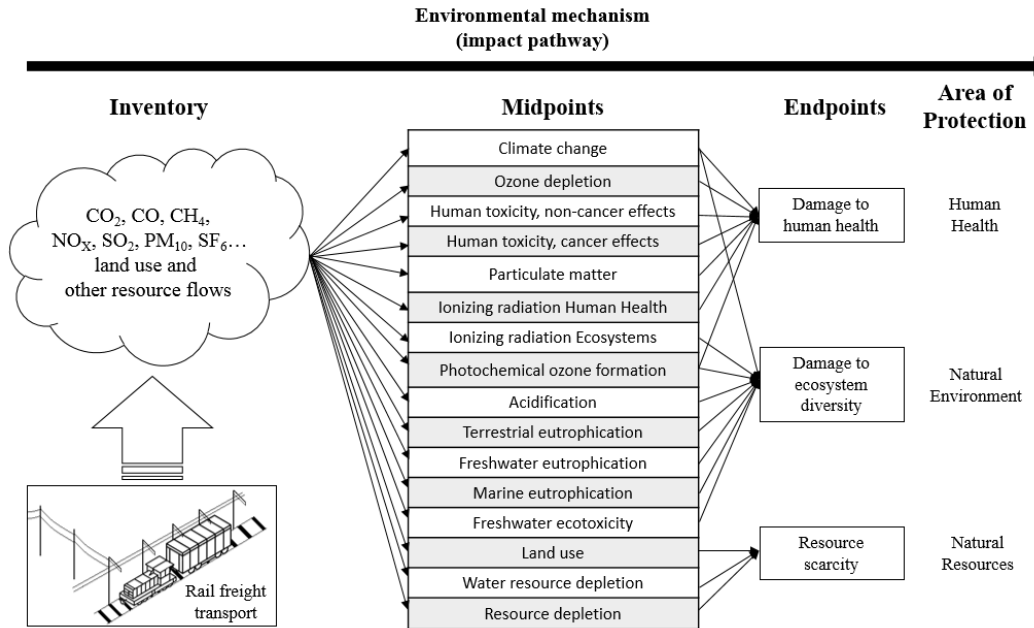 Environmental mechanism
(impact pathway)
Inventory
Midpoints
Endpoints
Area of
Protection
CO₂, CO, CH₄,
NOₓ, SO₂, PM₁₀, SF₆…
land use and
other resource flows
Rail freight
transport
Climate change
Ozone depletion
Human toxicity, non-cancer effects
Human toxicity, cancer effects
Particulate matter
Ionizing radiation Human Health
Ionizing radiation Ecosystems
Photochemical ozone formation
Acidification
Terrestrial eutrophication
Freshwater eutrophication
Marine eutrophication
Freshwater ecotoxicity
Land use
Water resource depletion
Resource depletion
Damage to
human health
Damage to
ecosystem
diversity
Resource
scarcity
Human
Health
Natural
Environment
Natural
Resources